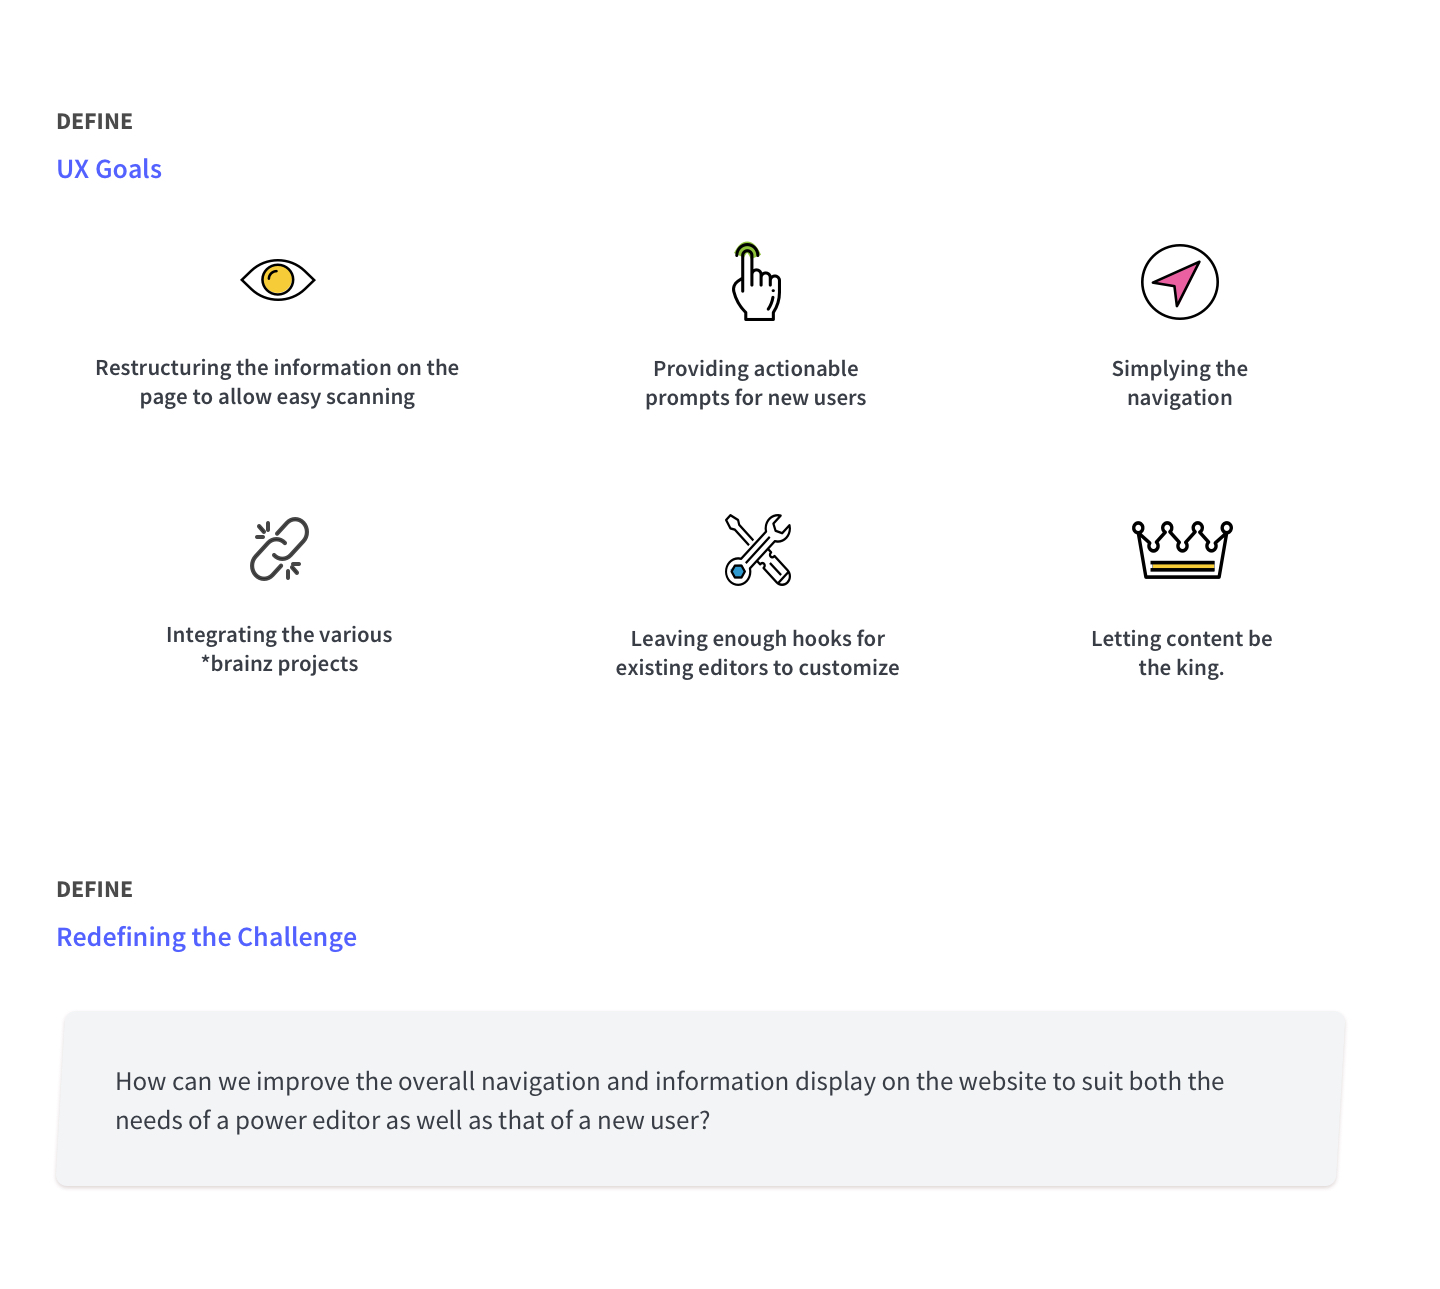 DEFINE
UX Goals
Restructuring the information on the
page to allow easy scanning
Providing actionable
prompts for new users
Simplying the
navigation
Integrating the various
*brainz projects
Leaving enough hooks for
existing editors to customize
Letting content be
the king.
DEFINE
Redefining the Challenge
How can we improve the overall navigation and information display on the website to suit both the
needs of a power editor as well as that of a new user?